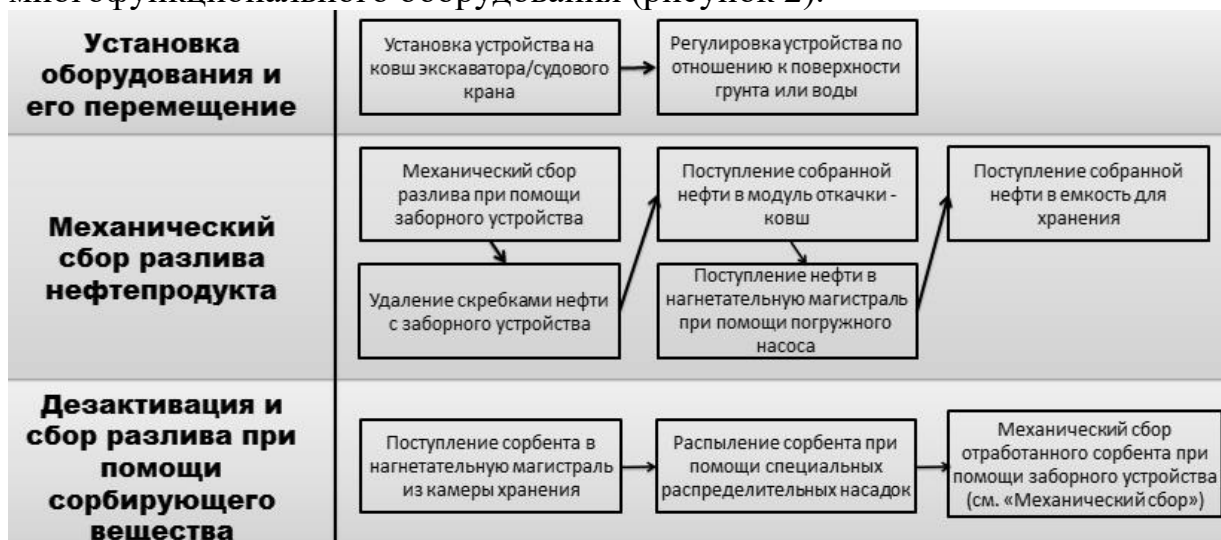 многофункционального оборудования (рисунок 2).
Установка
оборудования и
его перемещение
Установка устройства на
ковш экскаватора/судового
крана
Регулировка устройства по
отношению к поверхности
грунта или воды
Механический
сбор разлива
нефтепродукта
Механический сбор
разлива при помощи
заборного устройства
Удаление скребками нефти
с заборного устройства
Поступление собранной
нефти в модуль откачки -
ковш
Поступление нефти в
нагнетательную магистраль
при помощи погружного
насоса
Поступление собранной
нефти в емкость для
хранения
Дезактивация и
сбор разлива при
помощи
сорбирующего
вещества
Поступление сорбента в
нагнетательную магистраль
из камеры хранения
Распыление сорбента при
помощи специальных
распределительных насадок
Механический сбор
отработанного сорбента при
помощи заборного устройства
(см. «Механический сбор»)